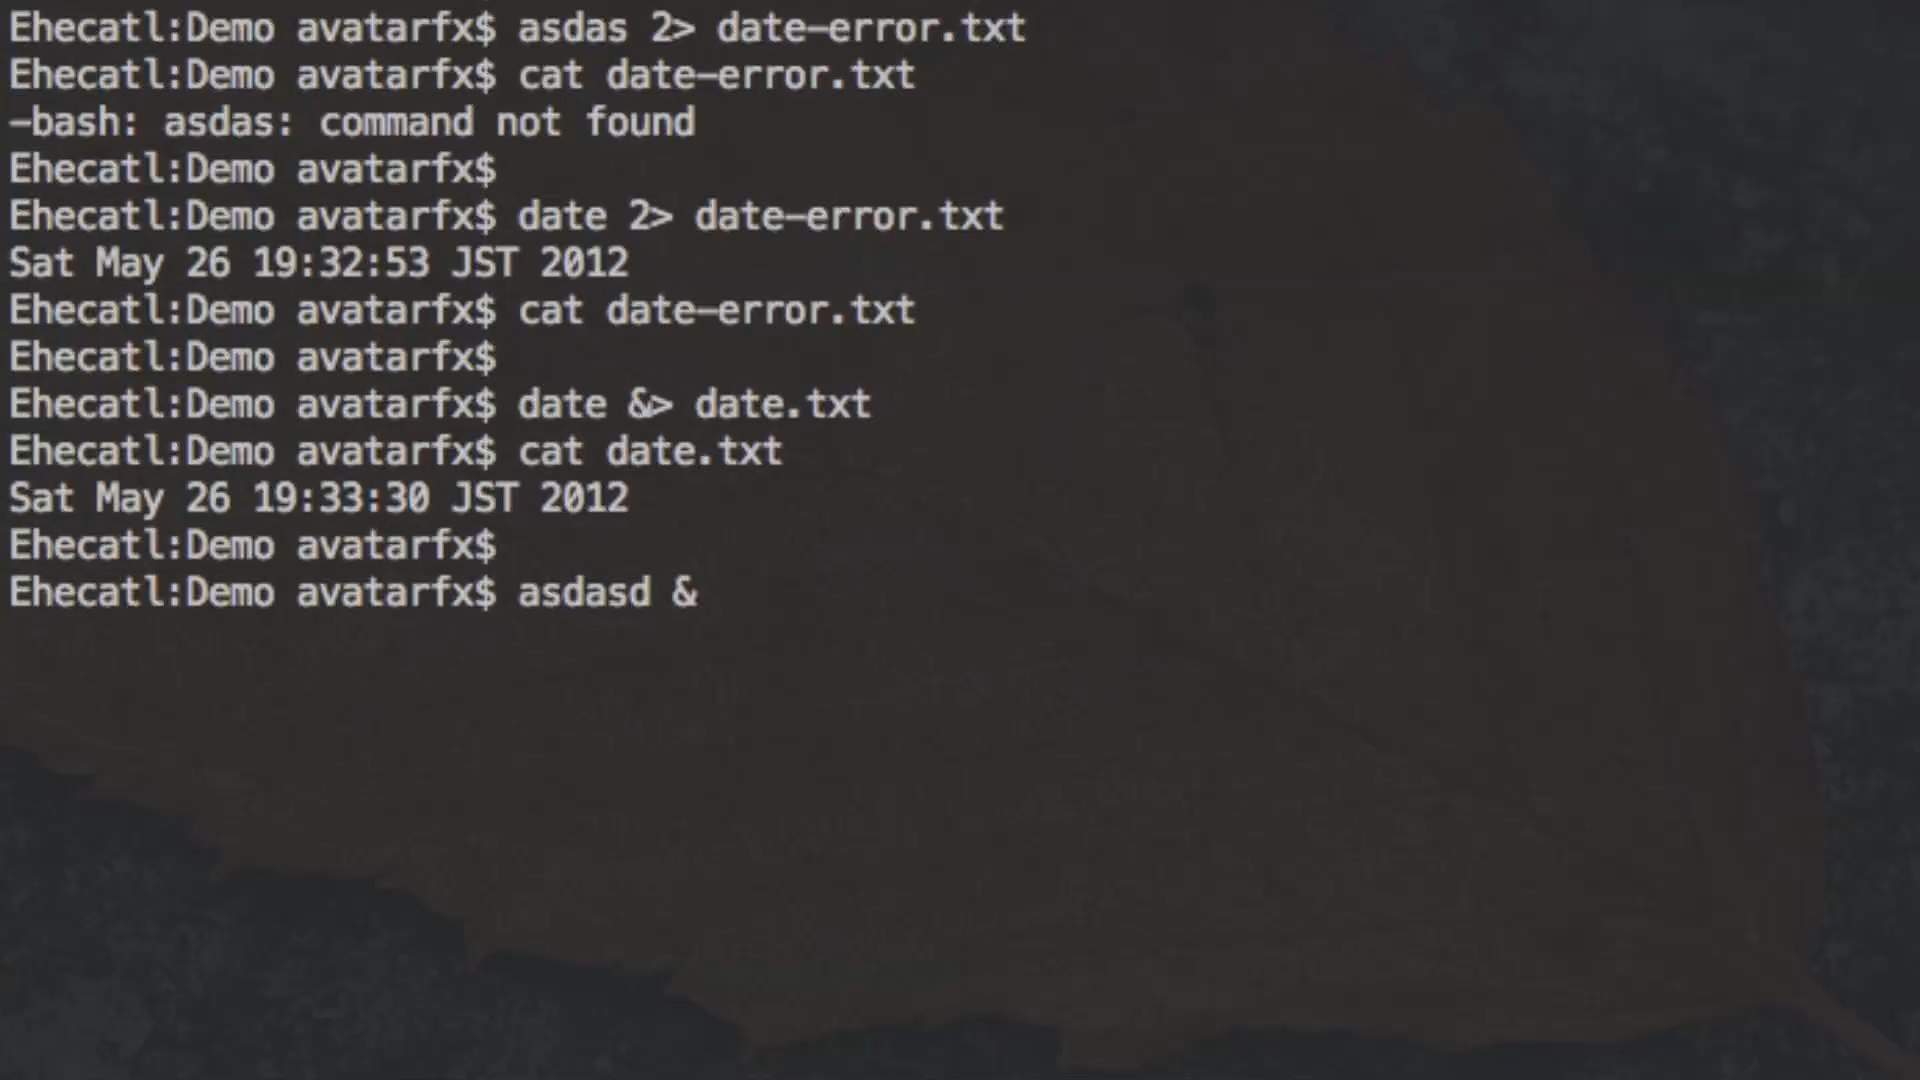 Ehecatl:Demo avatarfx$ asdas 2> date-error.txt
Ehecatl:Demo avatarfx$ cat date-error.txt
-bash: asdas: command not found
Ehecatl:Demo avatarfx$
Ehecatl:Demo avatarfx$ date 2> date-error.txt
Sat May 26 19:32:53 JST 2012
Ehecatl:Demo avatarfx$ cat date-error.txt
Ehecatl:Demo avatarfx$
Ehecatl:Demo avatarfx$ date &> date.txt
Ehecatl:Demo avatarfx$ cat date.txt
Sat May 26 19:33:30 JST 2012
Ehecatl:Demo avatarfx$
Ehecatl:Demo avatarfx$ asdasd &